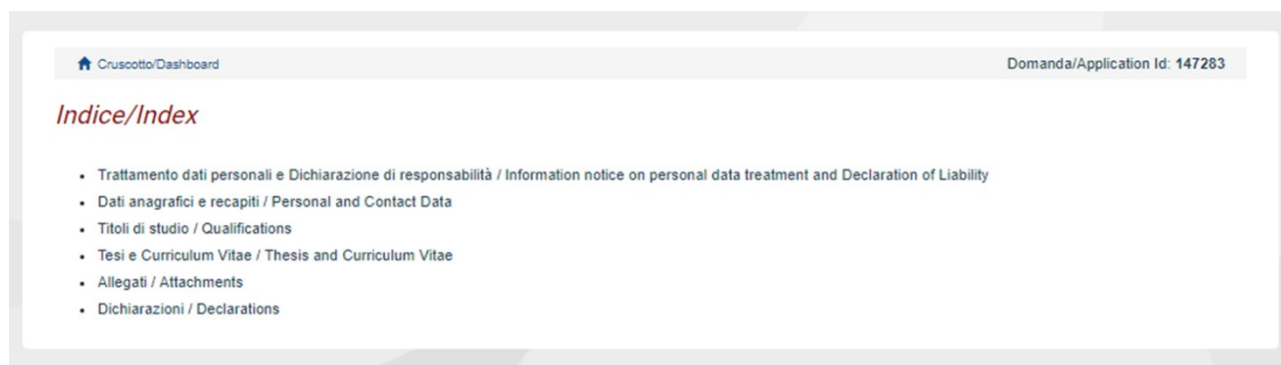 Cruscotto/Dashboard
Domanda/Application Id: 147283
Indice/Index
Trattamento dati personali e Dichiarazione di responsabilità / Information notice on personal data treatment and Declaration of Liability
Dati anagrafici e recapiti / Personal and Contact Data
Titoli di studio / Qualifications
Tesi e Curriculum Vitae / Thesis and Curriculum Vitae
Allegati / Attachments
Dichiarazioni / Declarations